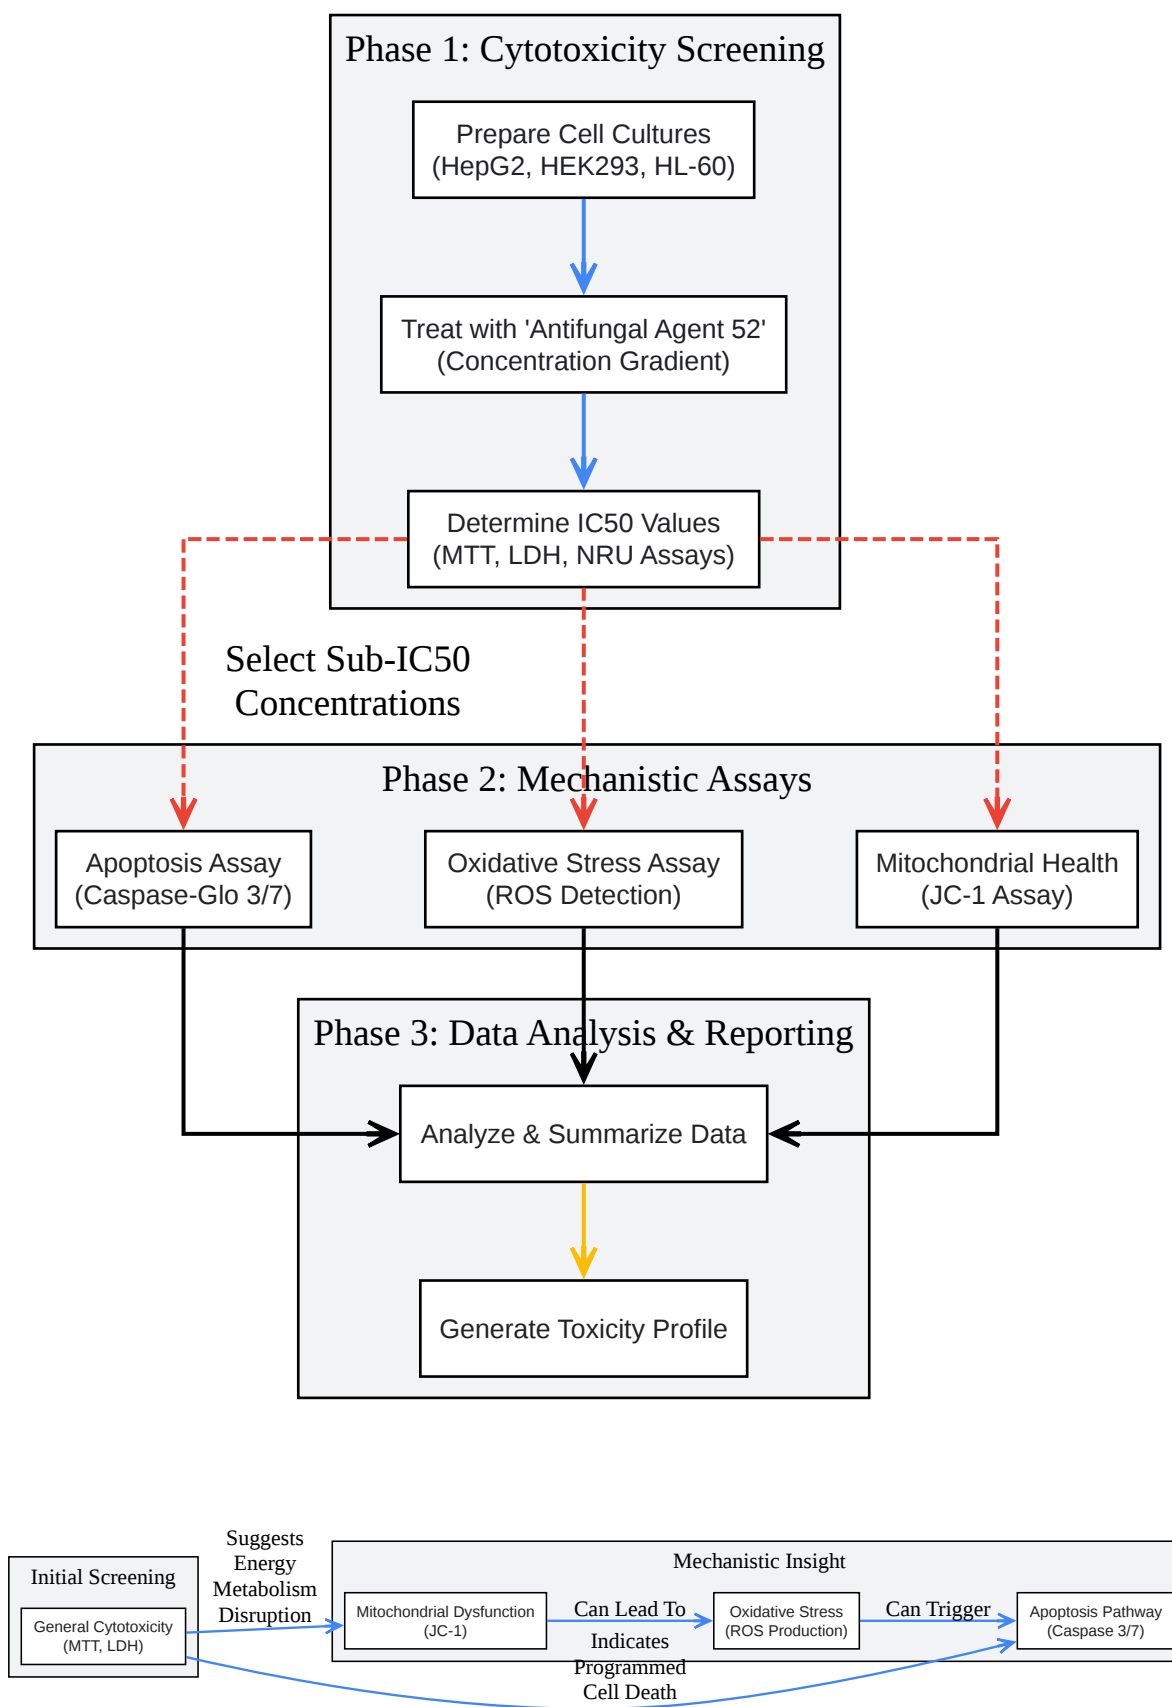 Phase 1: Cytotoxicity Screening
Prepare Cell Cultures
(HepG2, HEK293, HL-60)
Treat with 'Antifungal Agent 52'
(Concentration Gradient)
Determine IC50 Values
(MTT, LDH, NRU Assays)
Select Sub-IC50
Concentrations
Phase 2: Mechanistic Assays
Apoptosis Assay
(Caspase-Glo 3/7)
Oxidative Stress Assay
(ROS Detection)
Mitochondrial Health
(JC-1 Assay)
Phase 3: Data Analysis & Reporting
Analyze & Summarize Data
Generate Toxicity Profile
Initial Screening
General Cytotoxicity
(MTT, LDH)
Suggests
Energy
Metabolism
Disruption
Mechanistic Insight
Mitochondrial Dysfunction
(JC-1)
Can Lead To
Oxidative Stress
(ROS Production)
Can Trigger
Apoptosis Pathway
(Caspase 3/7)
Indicates
Programmed
Cell Death